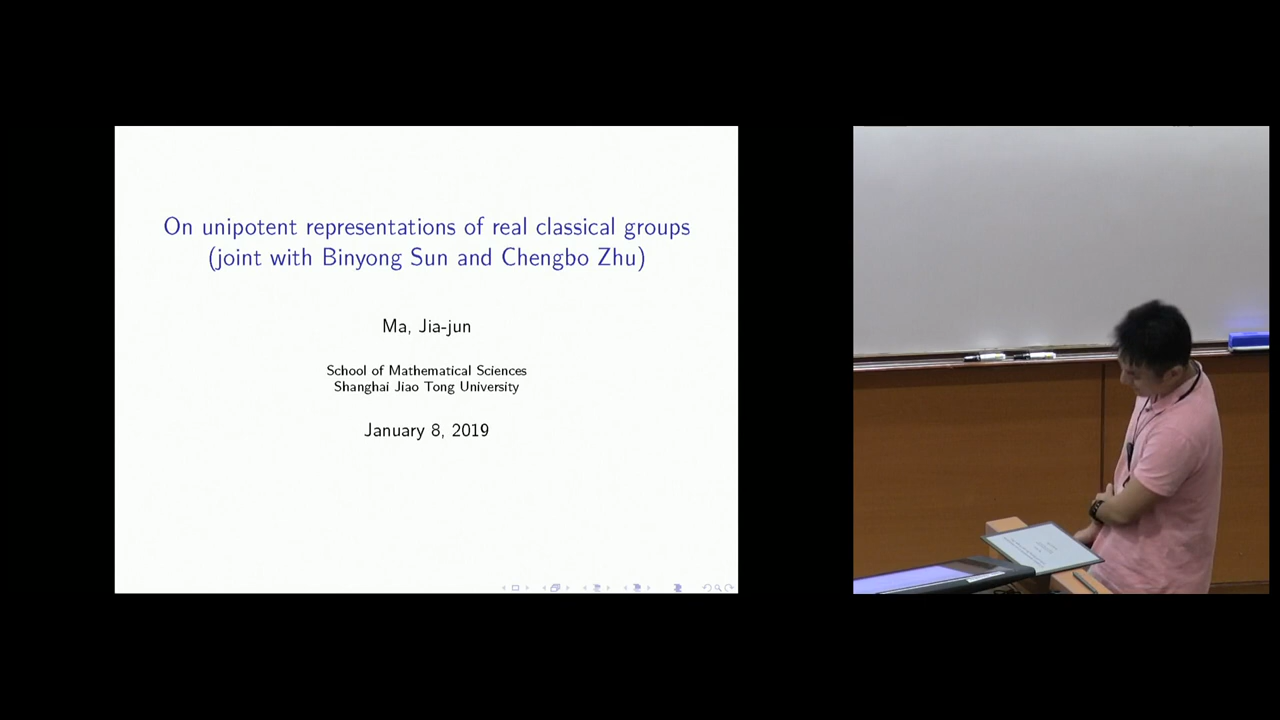 On unipotent representations of real classical groups
(joint with Binyong Sun and Chengbo Zhu)
Ma, Jia-jun
School of Mathematical Sciences
Shanghai Jiao Tong University
January 8, 2019